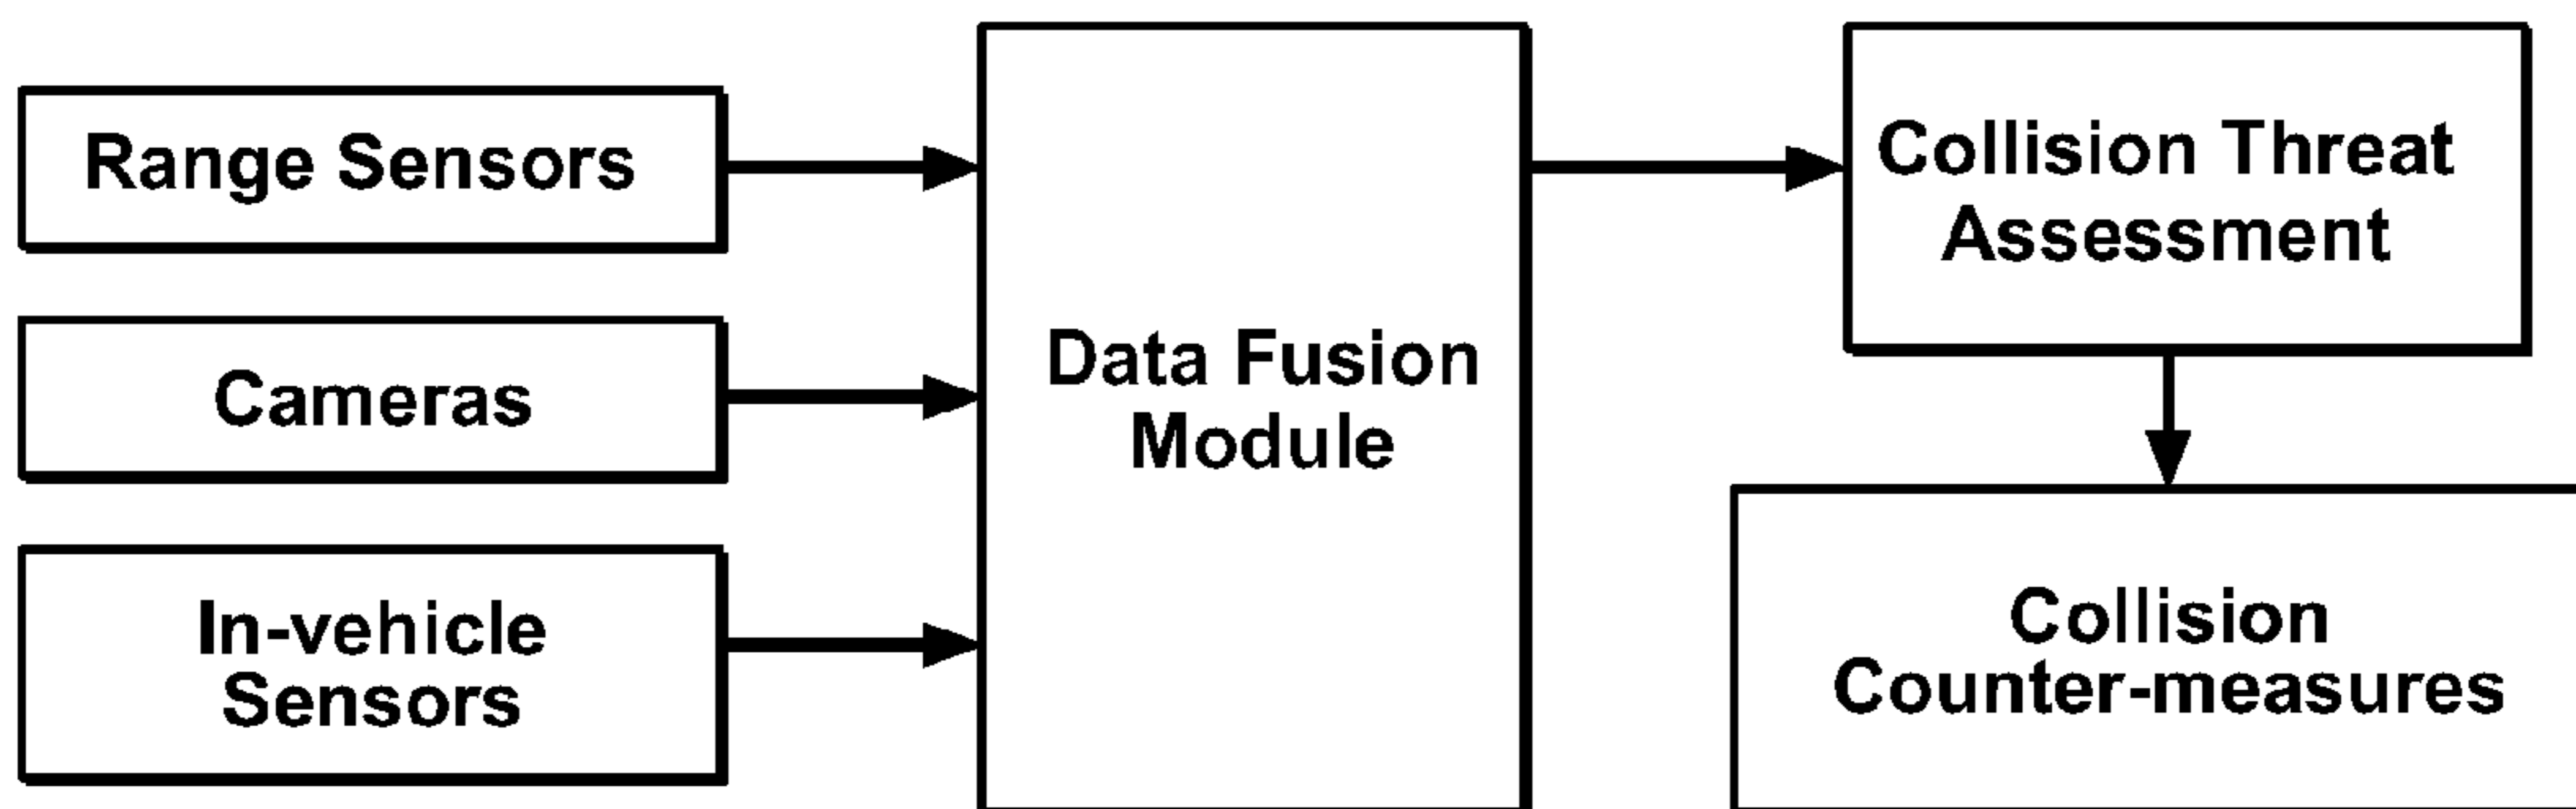 Range Sensors
Cameras
In-vehicle
Sensors
Data Fusion
Module
Collision Threat
Assessment
Collision
Counter-measures